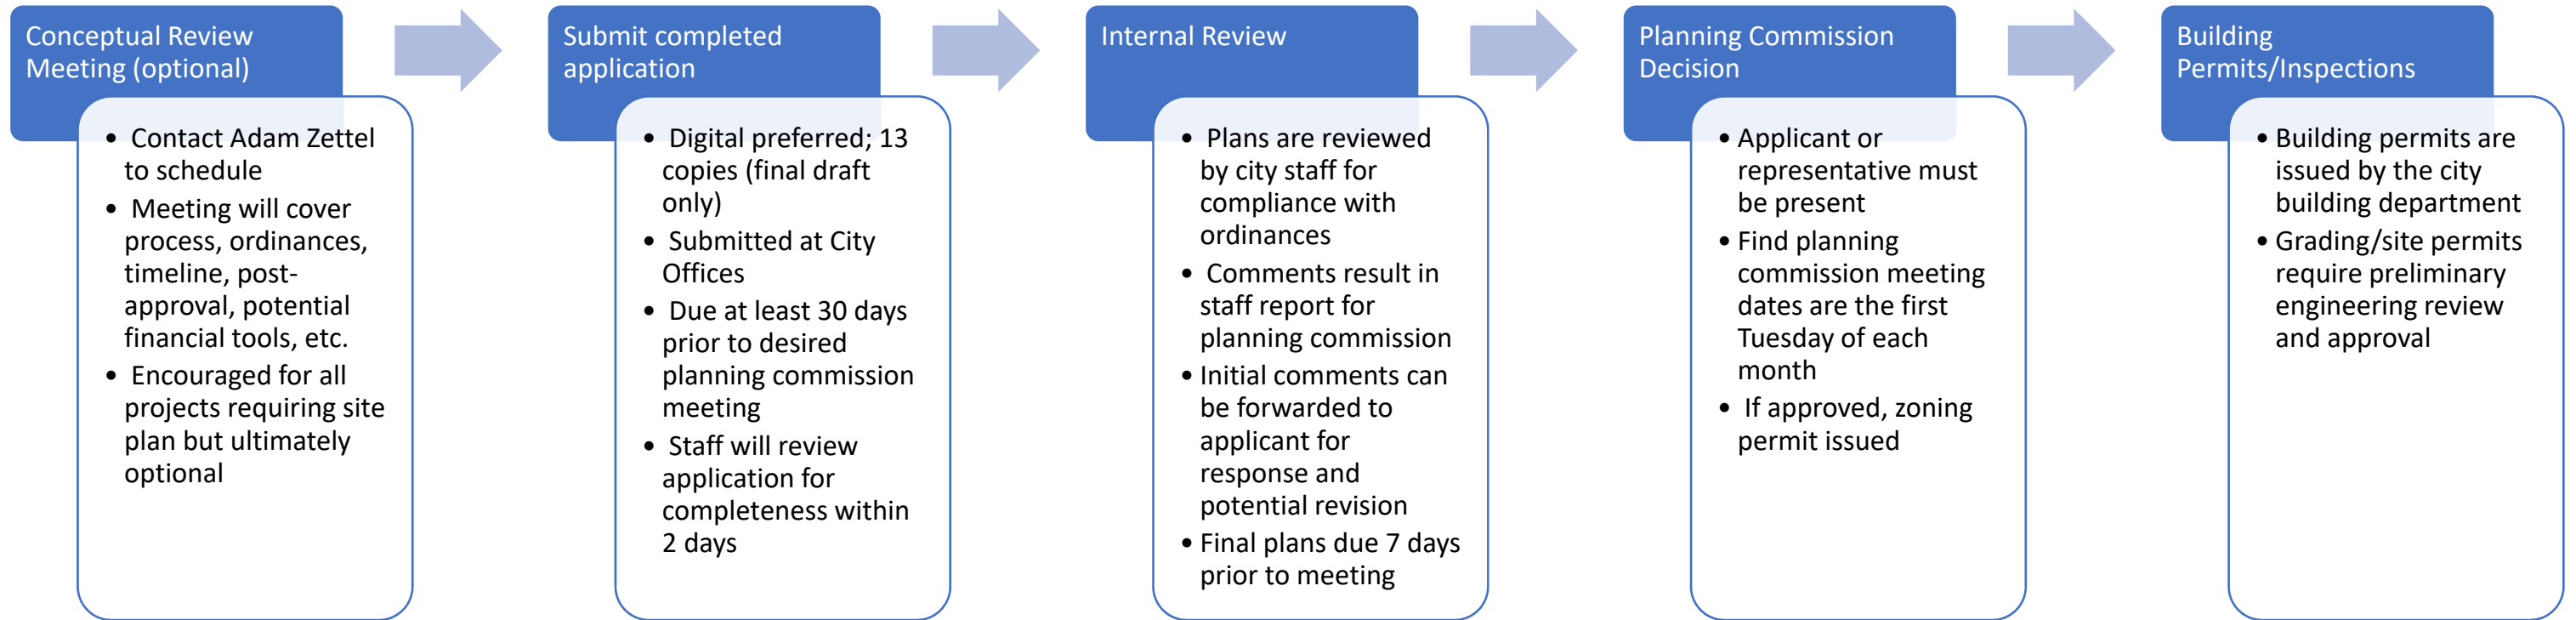 Conceptual Review
Meeting (optional)
• Contact Adam Zettel
to schedule
• Meeting will cover
process, ordinances,
timeline, post-
approval, potential
financial tools, etc.
• Encouraged for all
projects requiring site
plan but ultimately
optional
Submit completed
application
• Digital preferred; 13
copies (final draft
only)
• Submitted at City
Offices
• Due at least 30 days
prior to desired
planning commission
meeting
• Staff will review
application for
completeness within
2 days
Internal Review
• Plans are reviewed
by city staff for
compliance with
ordinances
• Comments result in
staff report for
planning commission
• Initial comments can
be forwarded to
applicant for
response and
potential revision
• Final plans due 7 days
prior to meeting
Planning Commission
Decision
• Applicant or
representative must
be present
• Find planning
commission meeting
dates are the first
Tuesday of each
month
• If approved, zoning
permit issued
Building
Permits/Inspections
• Building permits are
issued by the city
building department
• Grading/site permits
require preliminary
engineering review
and approval